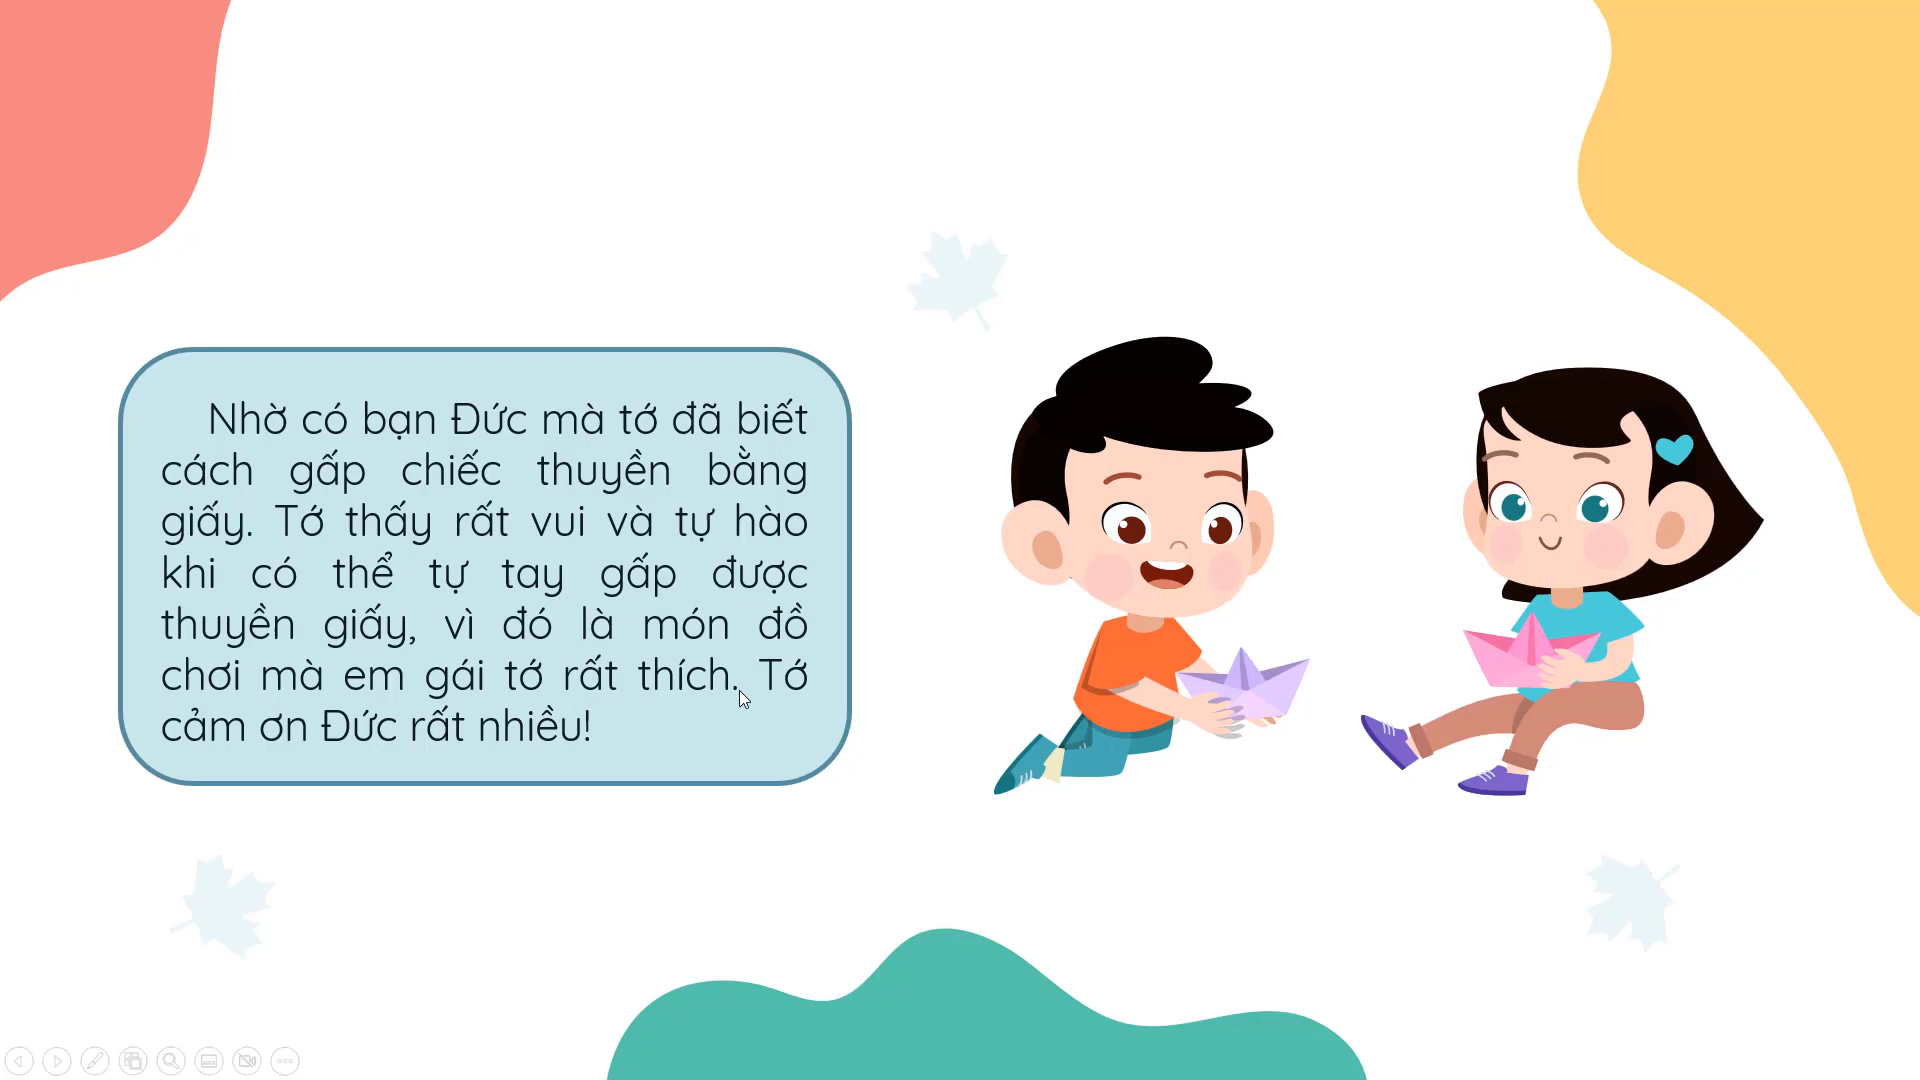 Nhờ có bạn Đức mà tớ đã biết
cách gấp chiếc thuyền bằng
giấy. Tớ thấy rất vui và tự hào
khi có thể tự tay gấp được
thuyền giấy, vì đó là món đồ
chơi mà em gái tớ rất thích. Tớ
cảm ơn Đức rất nhiều!